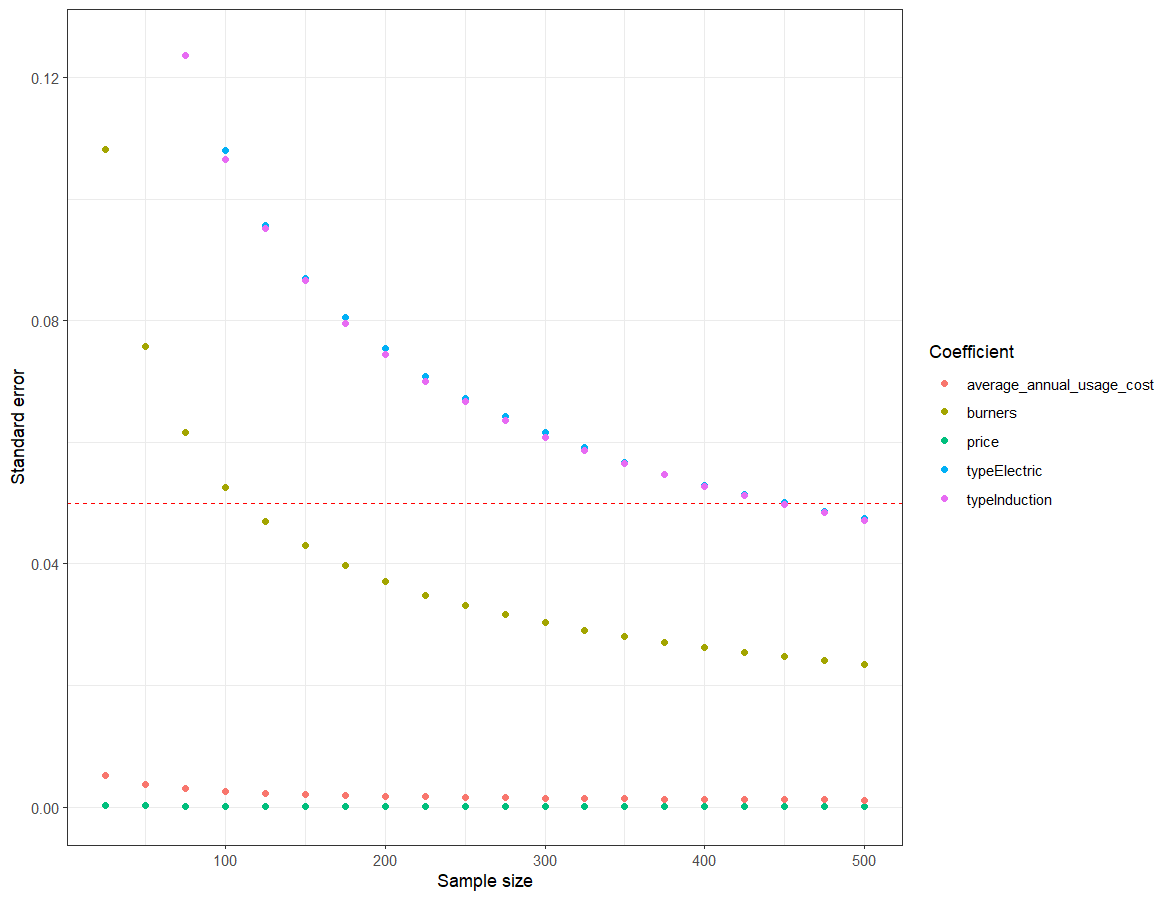 0.12
0.08
0.04
0.00
Standard error
100
200
300
400
500
Sample size
Coefficient
average_annual_usage_cost
burners
price
typeElectric
typeInduction